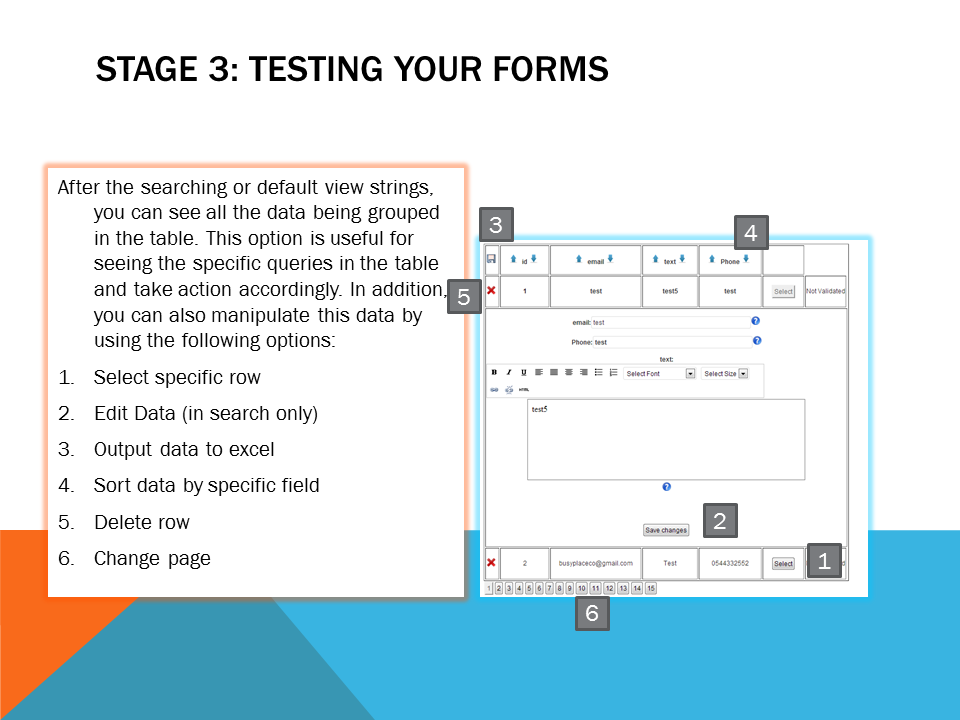 STAGE 3: TESTING YOUR FORMS
After the searching or default view strings,
you can see all the data being grouped
in the table. This option is useful for
seeing the specific queries in the table
and take action accordingly. In addition,
you can also manipulate this data by
using the following options:
1. Select specific row
2. Edit Data (in search only)
3. Output data to excel
4. Sort data by specific field
5. Delete row
6. Change page
3
4
id email text Phone
5
1 test test5 test Select Not Validated
email: test
Phone: test
text:
B I U Select Font Select Size
HTML
test5
2
Save changes
1
2 busyplaceco@gmail.com Test 0544332552 Select
1 2 3 4 5 6 7 8 9 10 11 12 13 14 15
6